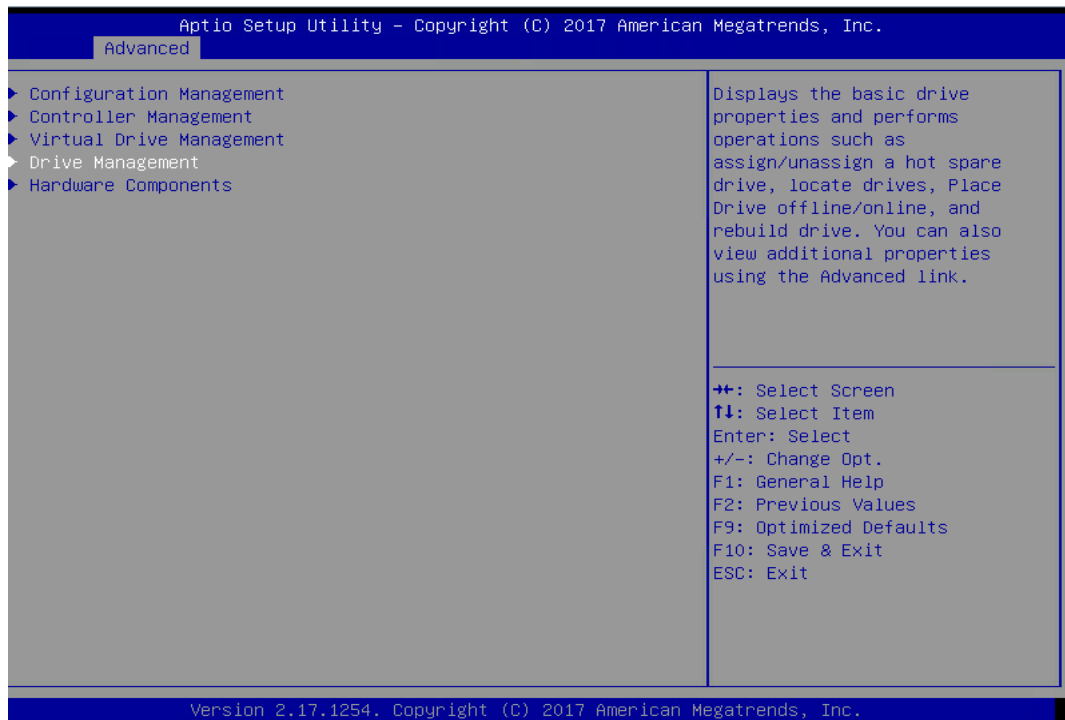 Aptio Setup Utility – Copyright (C) 2017 American Megatrends, Inc.
Advanced
Configuration Management
Controller Management
Virtual Drive Management
Drive Management
Hardware Components
Displays the basic drive
properties and performs
operations such as
assign/unassign a hot spare
drive, locate drives, Place
Drive offline/online, and
rebuild drive. You can also
view additional properties
using the Advanced link.
→←: Select Screen
↑↓: Select Item
Enter: Select
+/-: Change Opt.
F1: General Help
F2: Previous Values
F9: Optimized Defaults
F10: Save & Exit
ESC: Exit
Version 2.17.1254. Copyright (C) 2017 American Megatrends, Inc.